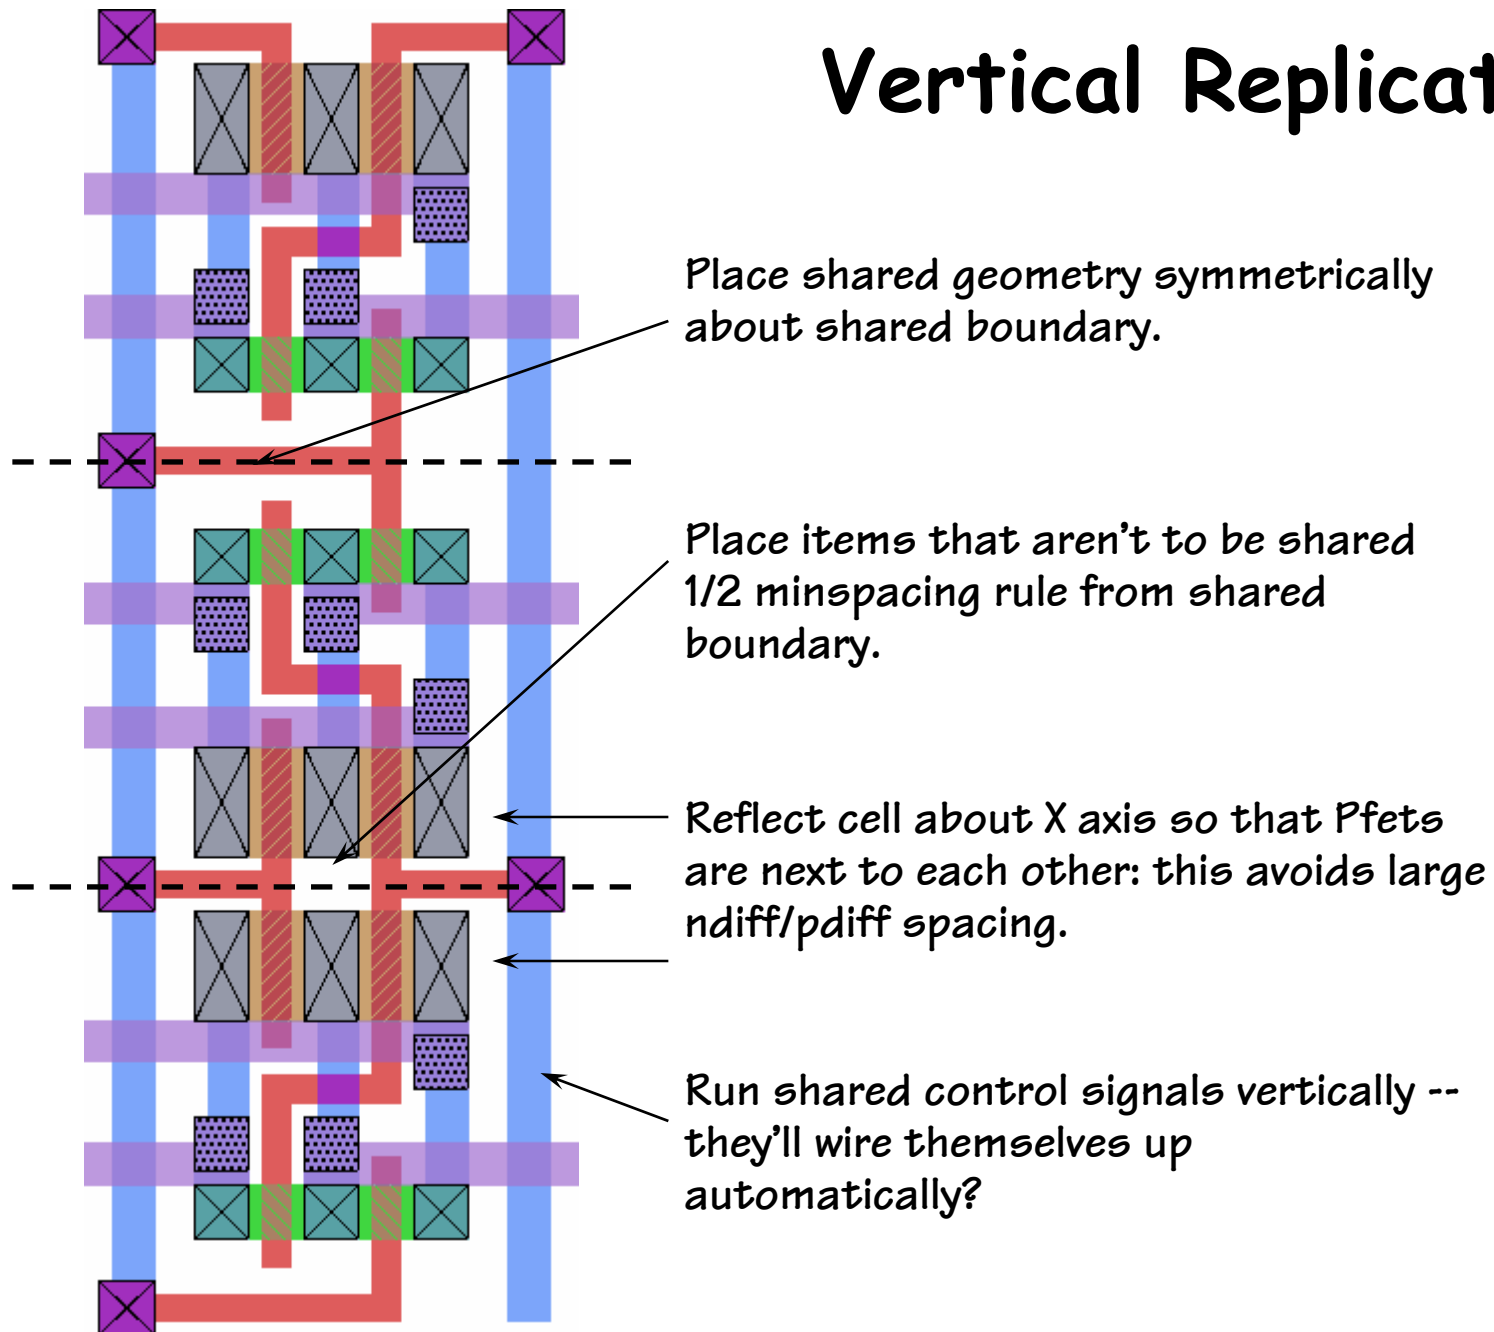 Vertical Replicat
Place shared geometry symmetrically
about shared boundary.
Place items that aren't to be shared
1/2 minspacing rule from shared
boundary.
Reflect cell about X axis so that Pfets
are next to each other: this avoids large
ndiff/pdiff spacing.
Run shared control signals vertically --
they'll wire themselves up
automatically?